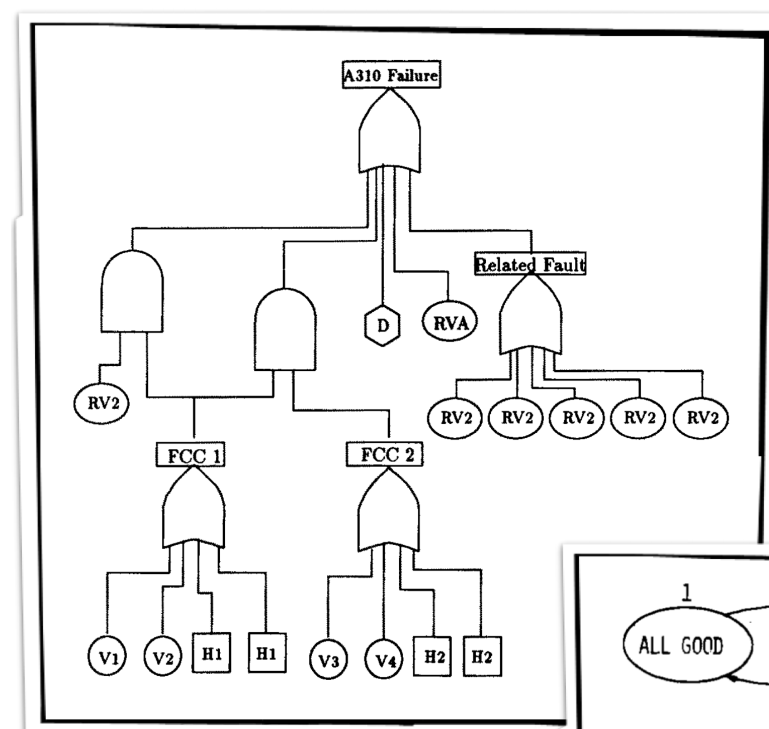 A310 Failure
Related Fault
D
RVA
RV2
RV2
RV2
RV2
RV2
RV2
FCC 1
FCC 2
V1
V2
H1
H1
V3
V4
H2
H2
1
ALL GOOD